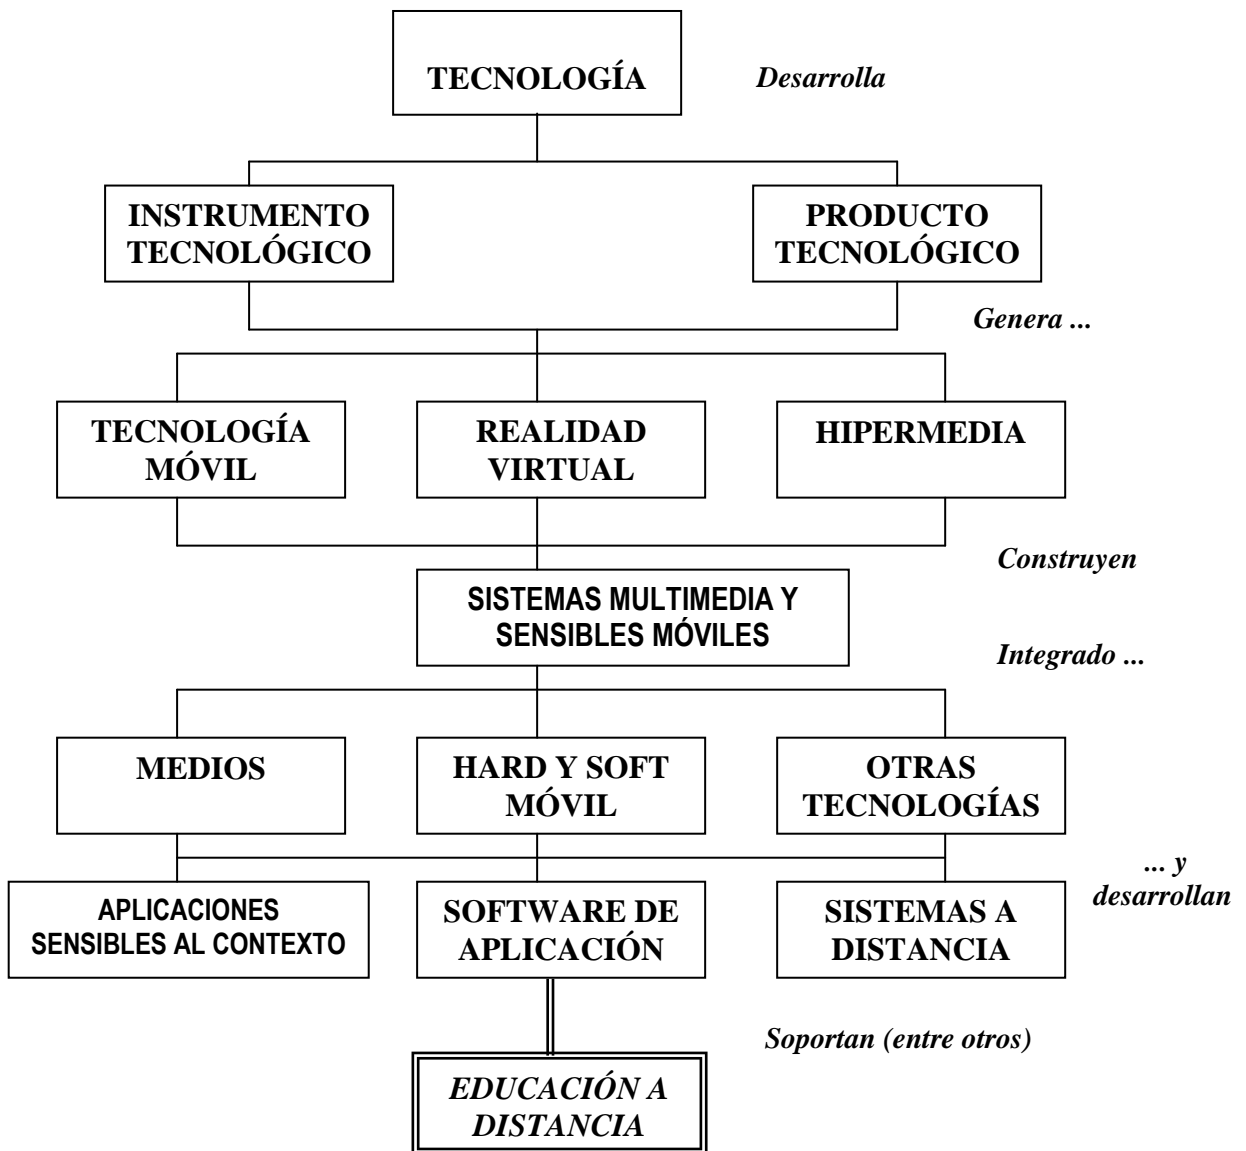 TECNOLOGÍA
Desarrolla
INSTRUMENTO
TECNOLÓGICO
PRODUCTO
TECNOLÓGICO
Genera ...
TECNOLOGÍA
MÓVIL
REALIDAD
VIRTUAL
HIPERMEDIA
Construyen
SISTEMAS MULTIMEDIA Y
SENSIBLES MÓVILES
Integrado ...
MEDIOS
HARD Y SOFT
MÓVIL
OTRAS
TECNOLOGÍAS
... y
desarrollan
APLICACIONES
SENSIBLES AL CONTEXTO
SOFTWARE DE
APLICACIÓN
SISTEMAS A
DISTANCIA
Soportan (entre otros)
EDUCACIÓN A
DISTANCIA